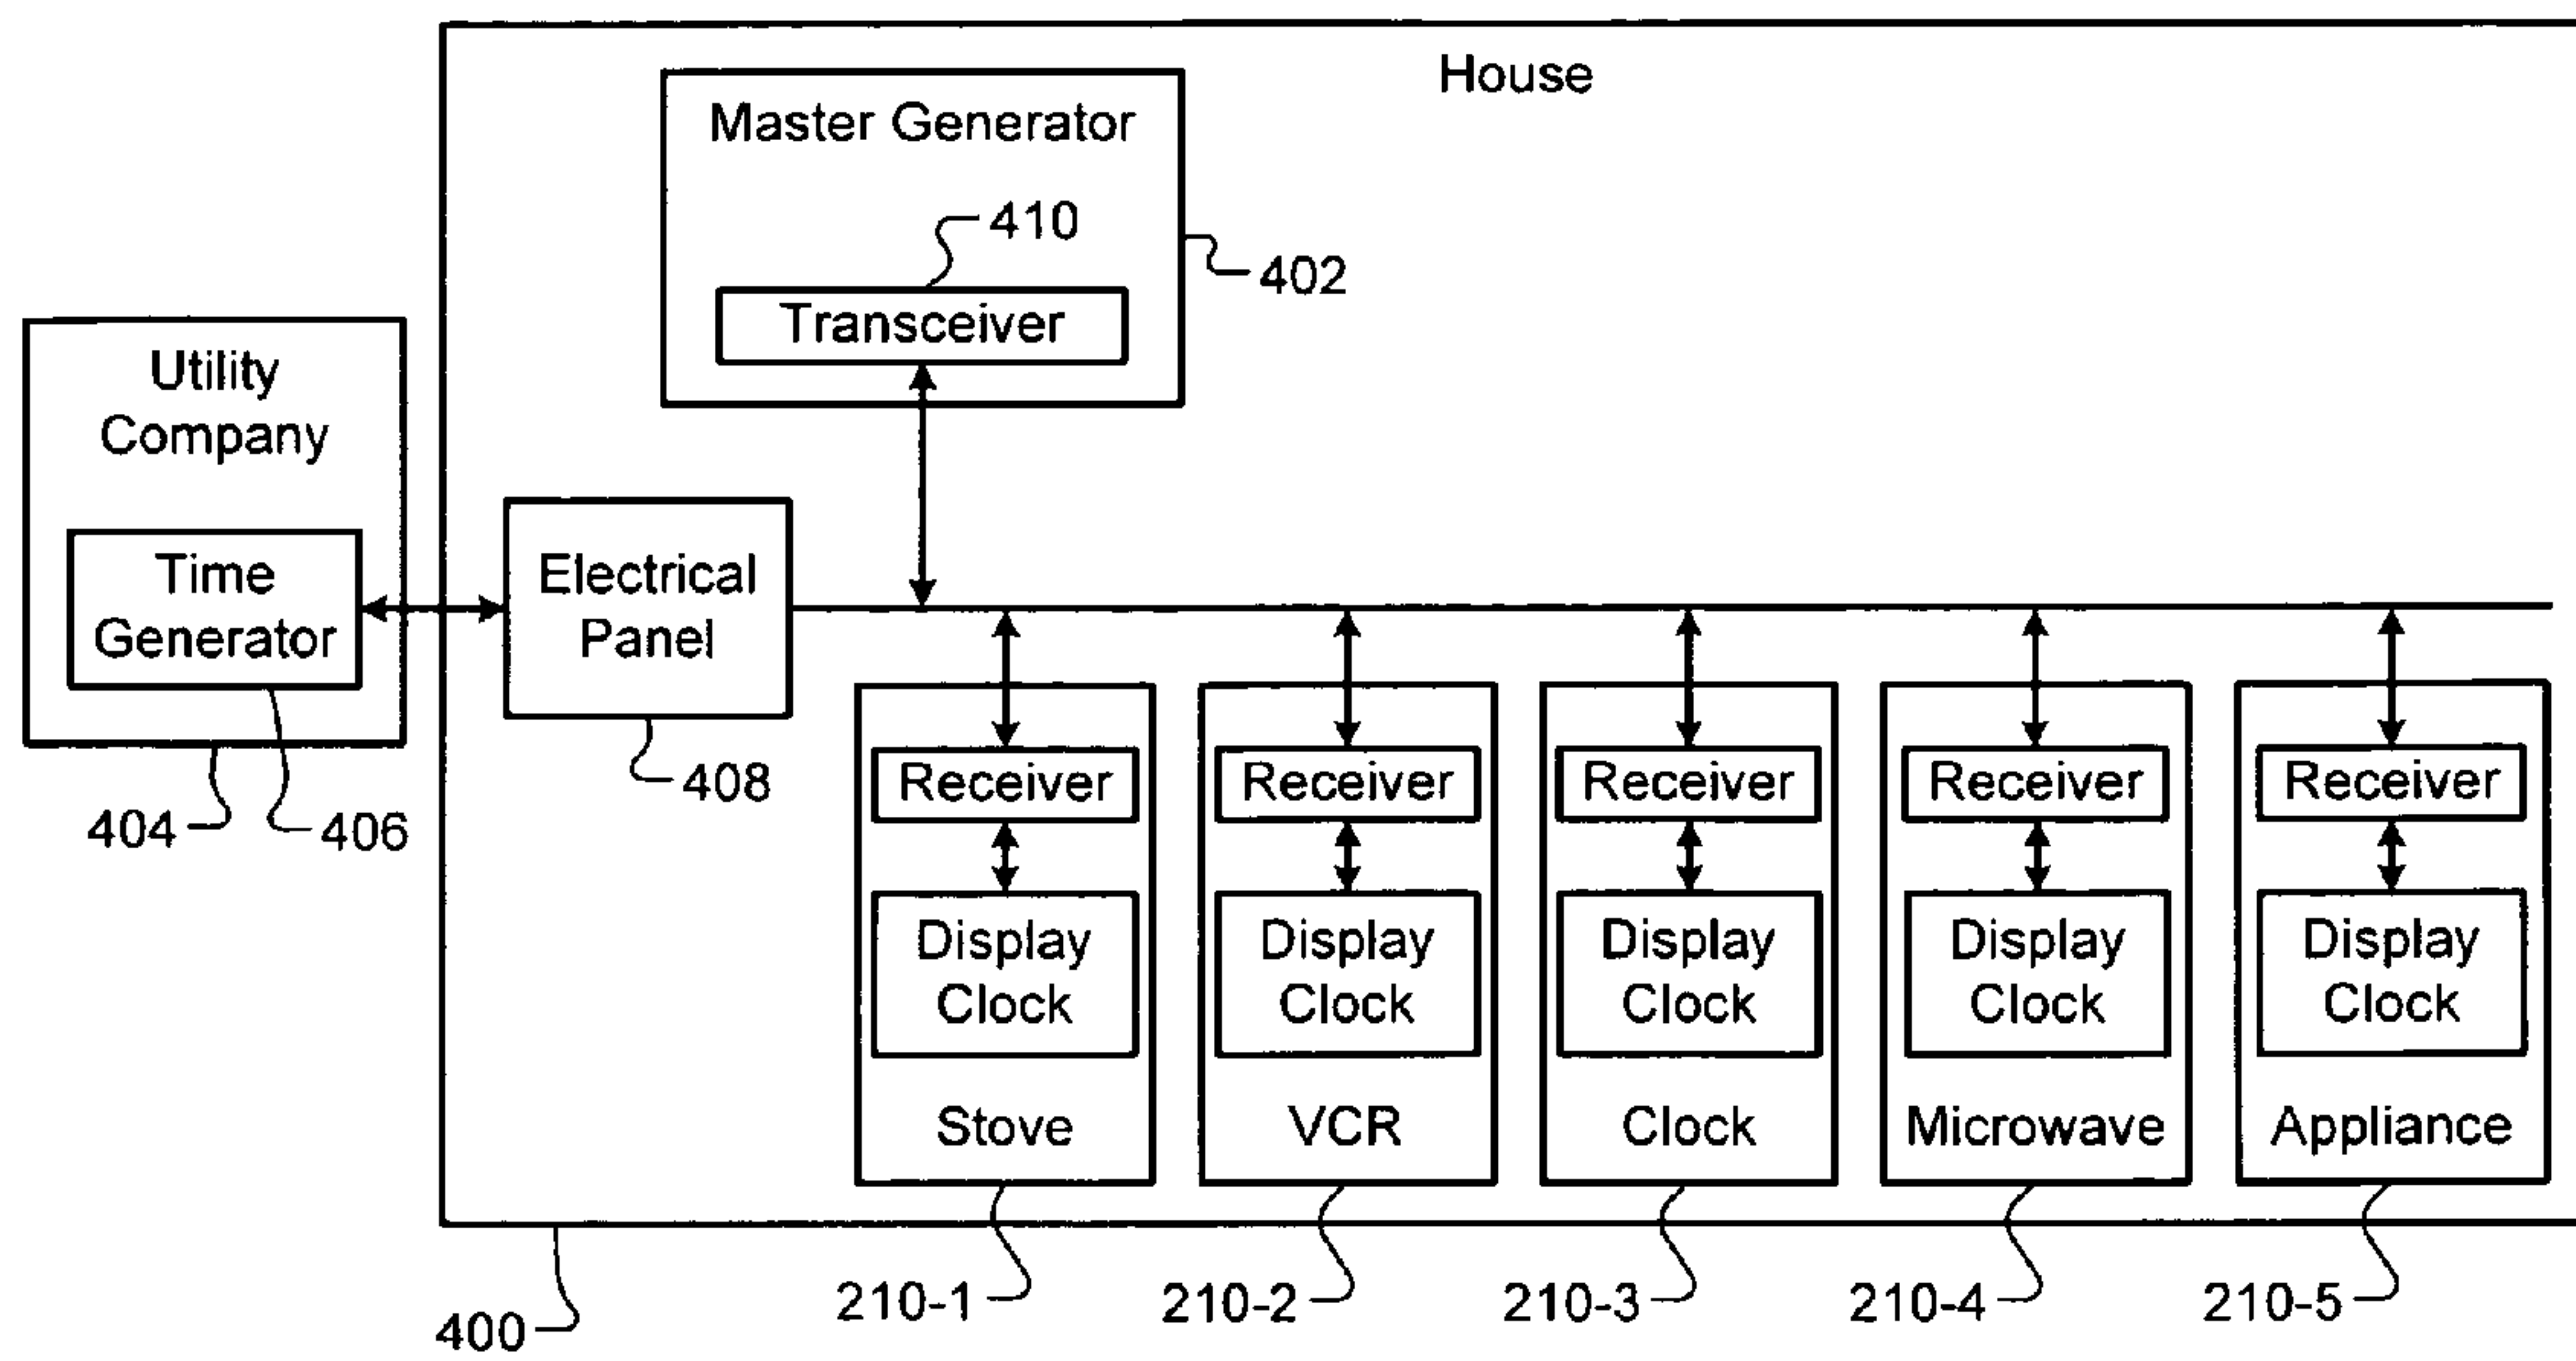 House
Master Generator
410
402
Transceiver
Utility
Company
Time
Generator
Electrical
Panel
404
406
408
Receiver
Receiver
Receiver
Receiver
Receiver
Display
Clock
Display
Clock
Display
Clock
Display
Clock
Display
Clock
Stove
VCR
Clock
Microwave
Appliance
210-1
210-2
210-3
210-4
210-5
400